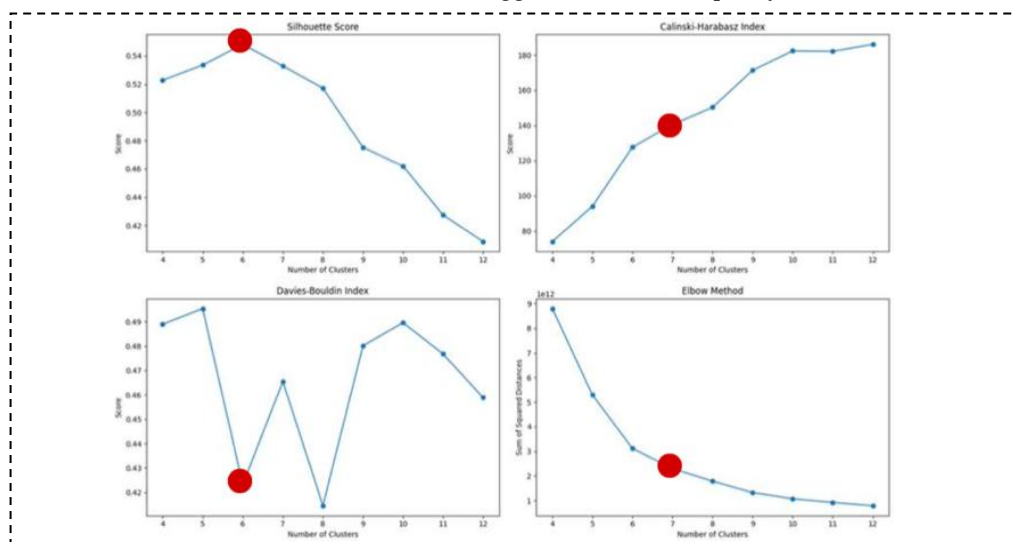 Silhouette Score
0.54
0.52
0.50
0.48
0.46
0.44
0.42
Score
4 5 6 7 8 9 10 11 12
Number of Clusters
Calinski-Harabasz Index
180
160
140
120
100
80
Score
4 5 6 7 8 9 10 11 12
Number of Clusters
Davies-Bouldin Index
0.49
0.48
0.47
0.46
0.45
0.44
0.43
0.42
Score
4 5 6 7 8 9 10 11 12
Number of Clusters
Elbow Method
1e12
9
8
7
6
5
4
3
2
1
Sum of Squared Distances
4 5 6 7 8 9 10 11 12
Number of Clusters